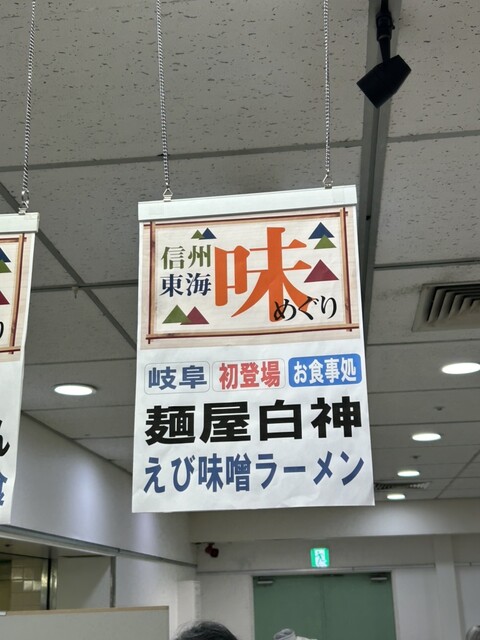 信州
東海
味
めぐり
岐阜 初登場 お食事処
麺屋白神
えび味噌ラーメン